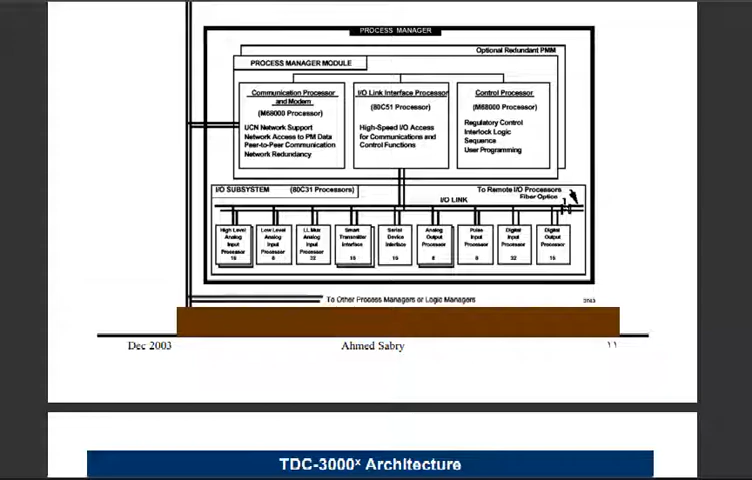 PROCESS MANAGER
Optional Redundant PMM
PROCESS MANAGER MODULE
Communication Processor
and Modem
(M68000 Processor)
UCN Network Support
Network Access to PM Data
Peer-to-Peer Communication
Network Redundancy
I/O Link Interface Processor
(80C51 Processor)
High-Speed I/O Access
for Communications and
Control Functions
Control Processor
(M68000 Processor)
Regulatory Control
Interlock Logic
Sequence
User Programming
I/O SUBSYSTEM (80C31 Processors)
I/O LINK
To Remote I/O Processors
Fiber Optics
High Level
Analog
Input
Processor
16
Low Level
Analog
Input
Processor
8
LL Mux
Analog
Input
Processor
32
Smart
Transmitter
Interface
16
Serial
Device
Interface
16
Analog
Output
Processor
8
Pulse
Input
Processor
8
Digital
Input
Processor
32
Digital
Output
Processor
16
To Other Process Managers or Logic Managers
Dec 2003
Ahmed Sabry
١١
TDC-3000ˣ Architecture